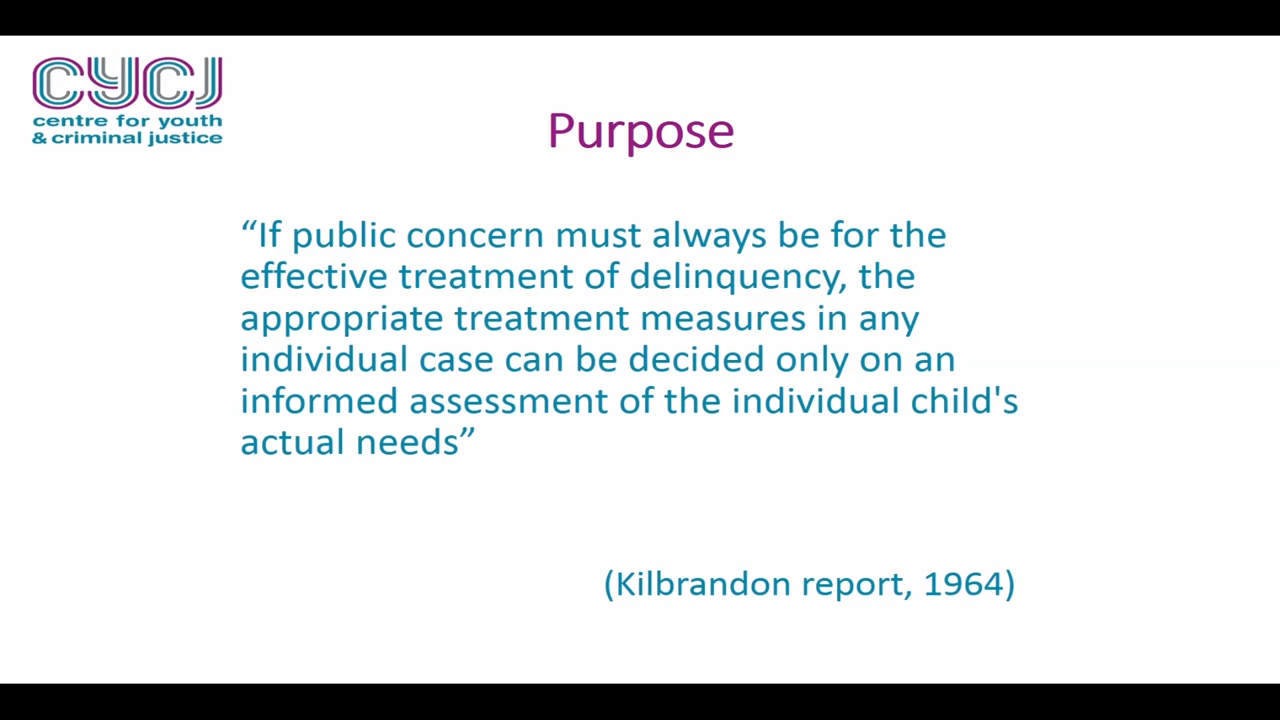 CYCJ
centre for youth
& criminal justice
Purpose
“If public concern must always be for the
effective treatment of delinquency, the
appropriate treatment measures in any
individual case can be decided only on an
informed assessment of the individual child's
actual needs”
(Kilbrandon report, 1964)